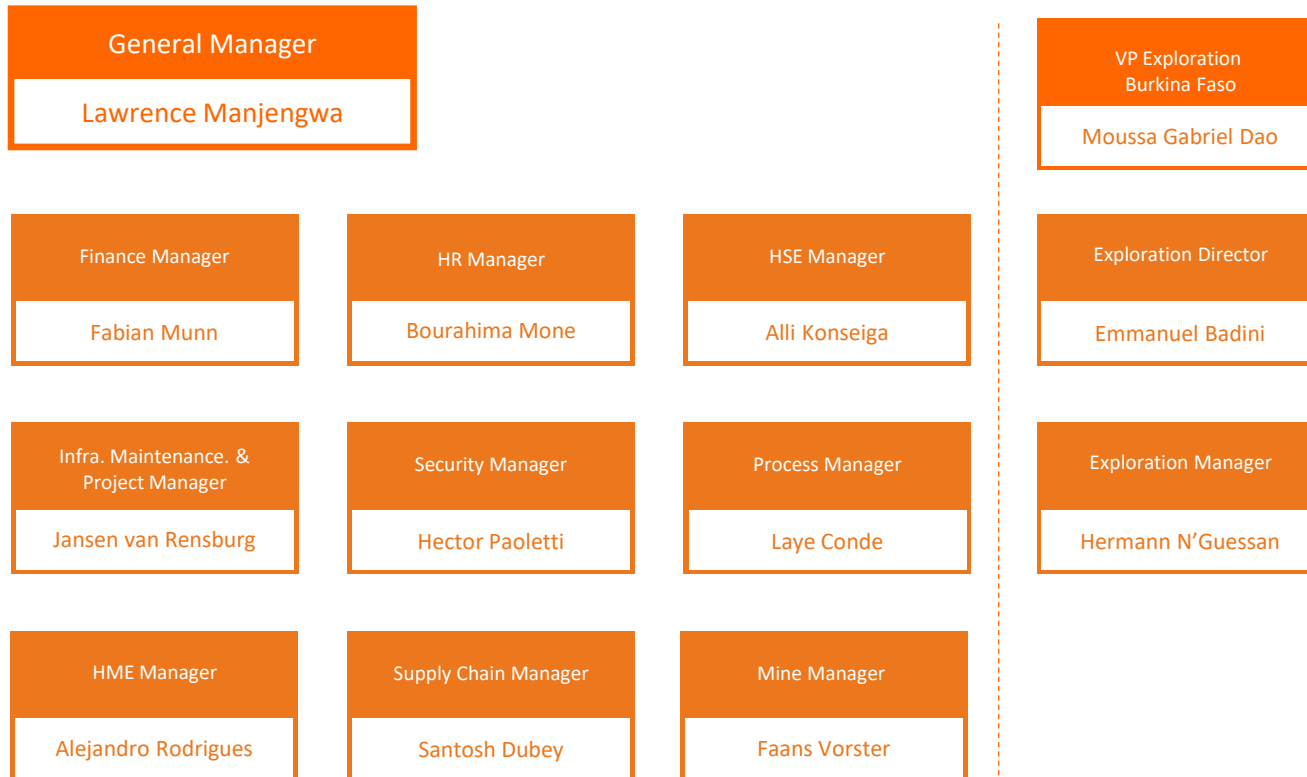 General Manager
Lawrence Manjengwa
VP Exploration
Burkina Faso
Moussa Gabriel Dao
Finance Manager
Fabian Munn
HR Manager
Bourahima Mone
HSE Manager
Alli Konseiga
Exploration Director
Emmanuel Badini
Infra. Maintenance. &
Project Manager
Jansen van Rensburg
Security Manager
Hector Paoletti
Process Manager
Laye Conde
Exploration Manager
Hermann N’Guessan
HME Manager
Alejandro Rodrigues
Supply Chain Manager
Santosh Dubey
Mine Manager
Faans Vorster